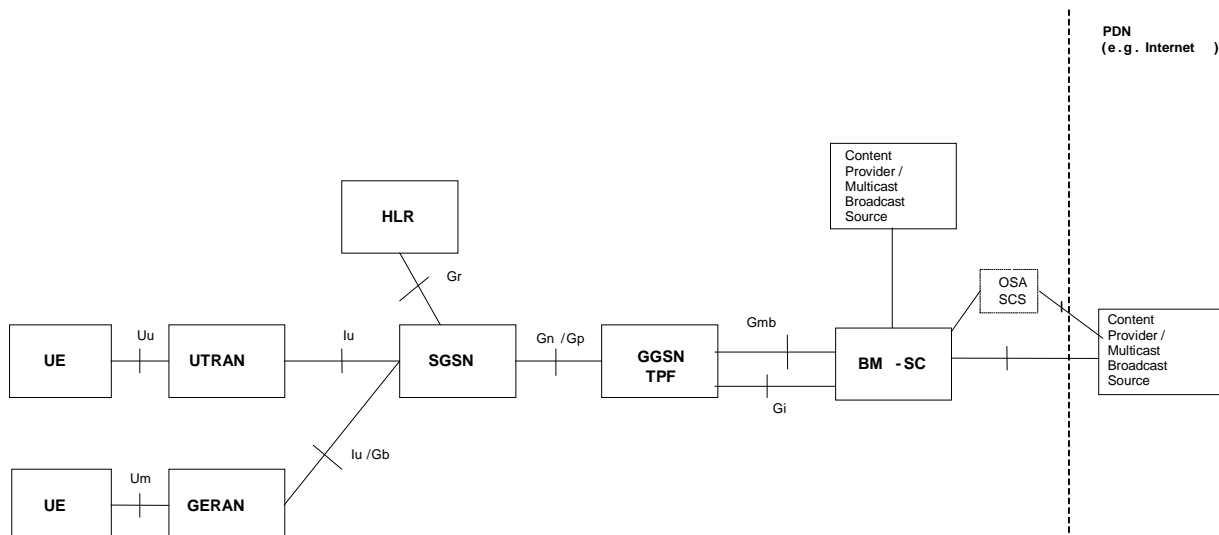 PDN
(e.g. Internet )
Content
Provider /
Multicast
Broadcast
Source
HLR
Gr
OSA
SCS
Uu
Iu
Gn /Gp
Gmb
UE
UTRAN
SGSN
GGSN
TPF
BM -SC
Content
Provider /
Multicast
Broadcast
Source
Gi
Iu /Gb
Um
UE
GERAN